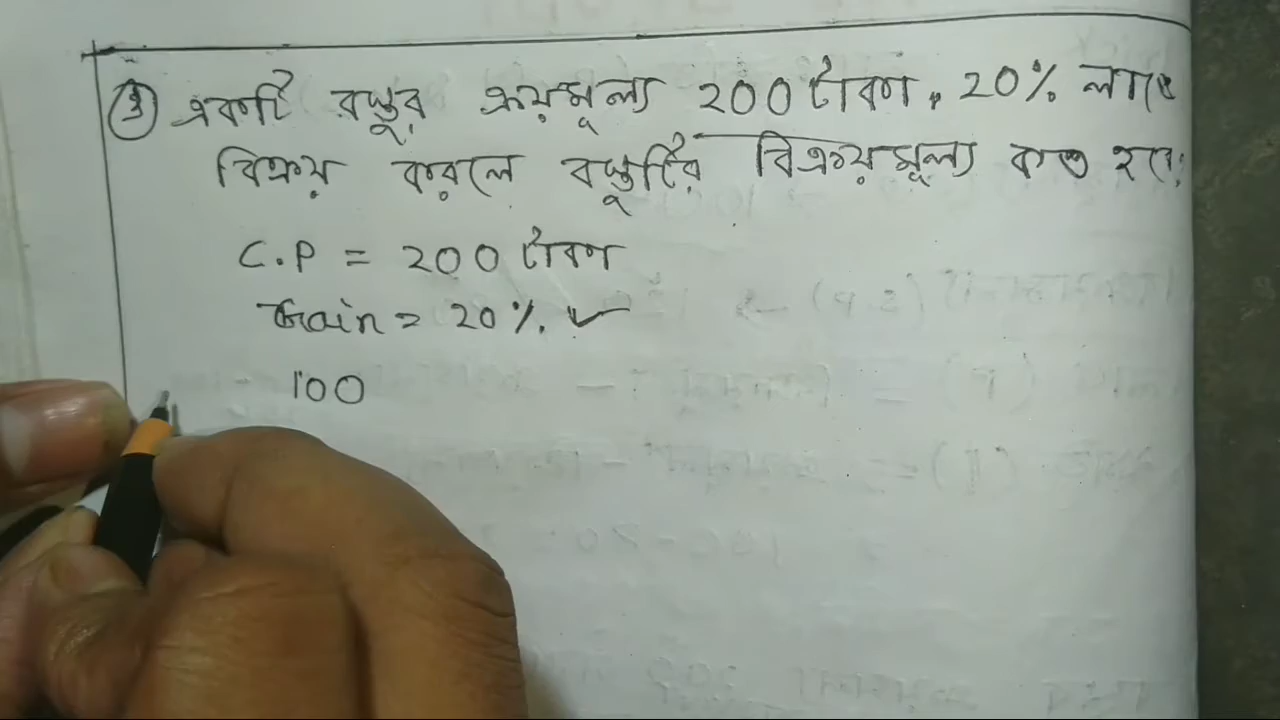 ③ একটি বস্তুর ক্রয়মূল্য 200 টাকা, 20% লাভে
বিক্রয় করলে বস্তুটির বিক্রয়মূল্য কত হবে?
C.P = 200 টাকা
Gain = 20%. ✓
100